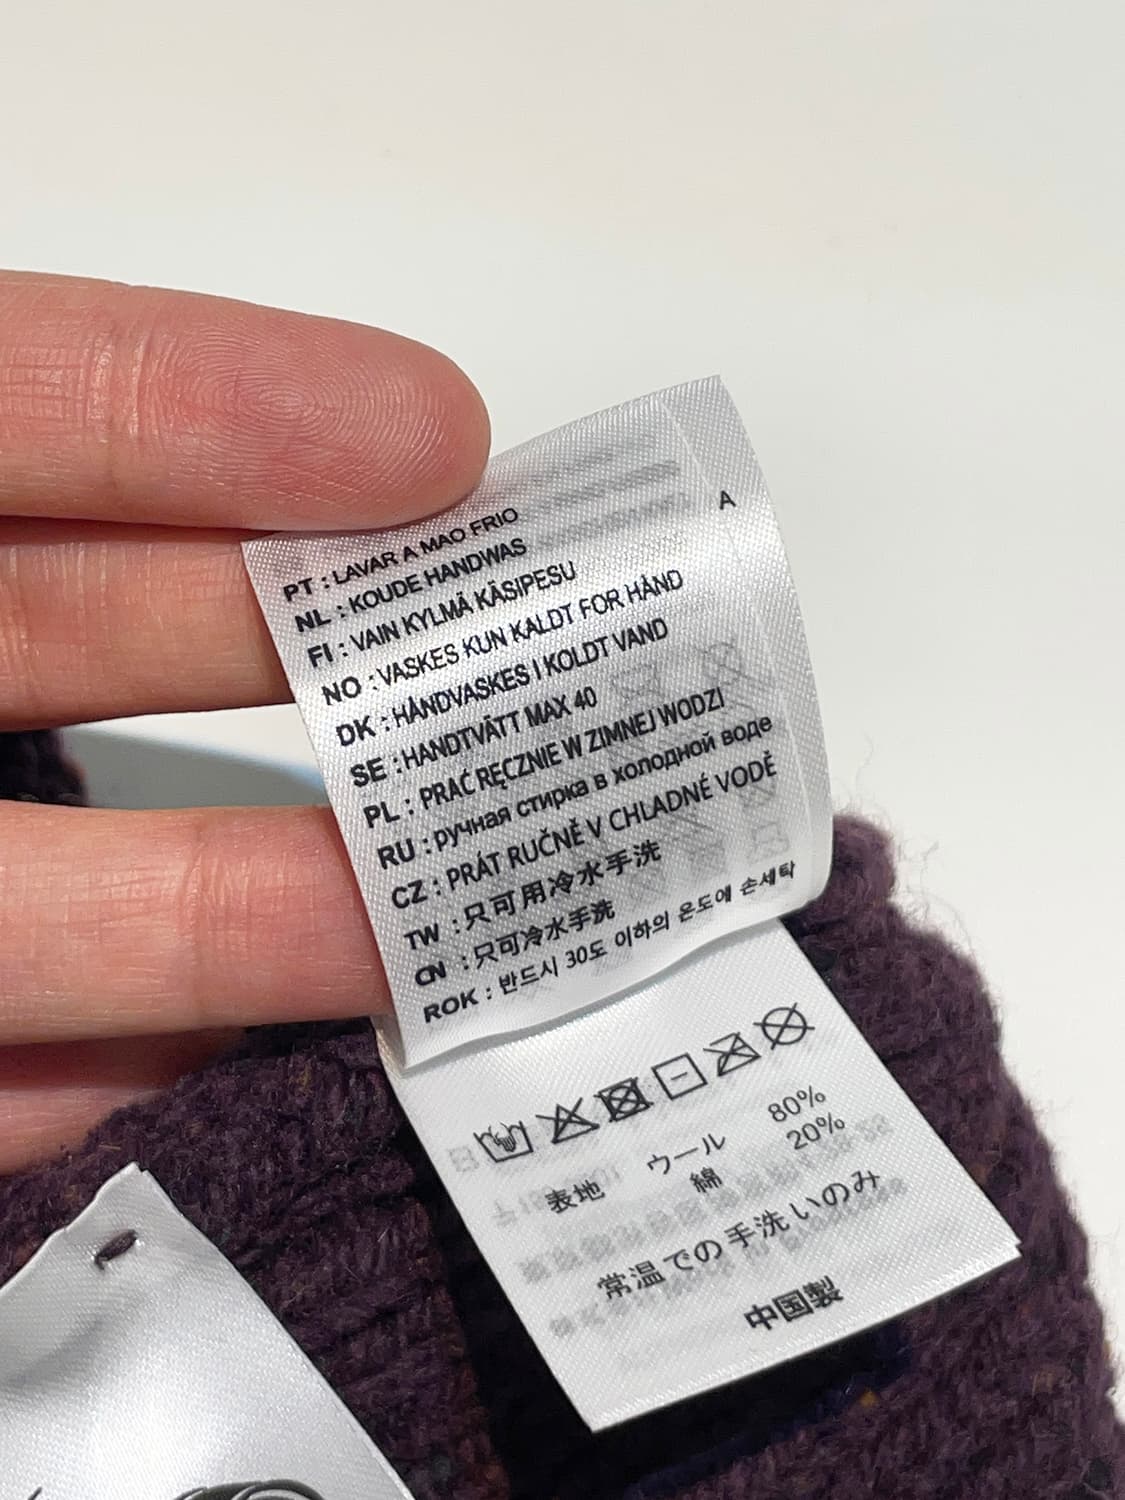 A
PT : LAVAR A MAO FRIO
NL : KOUDE HANDWAS
FI : VAIN KYLMÄ KÄSIPESU
NO : VASKES KUN KALDT FOR HÅND
DK : HÅNDVASKES I KOLDT VAND
SE : HANDTVÄTT MAX 40
PL : PRAĆ RĘCZNIE W ZIMNEJ WODZI
RU : ручная стирка в холодной воде
CZ : PRÁT RUČNĚ V CHLADNÉ VODĚ
TW : 只可用冷水手洗
CN : 只可冷水手洗
ROK : 반드시 30도 이하의 온도에 손세탁
表地 ウール 80%
綿 20%
常温での手洗いのみ
中国製